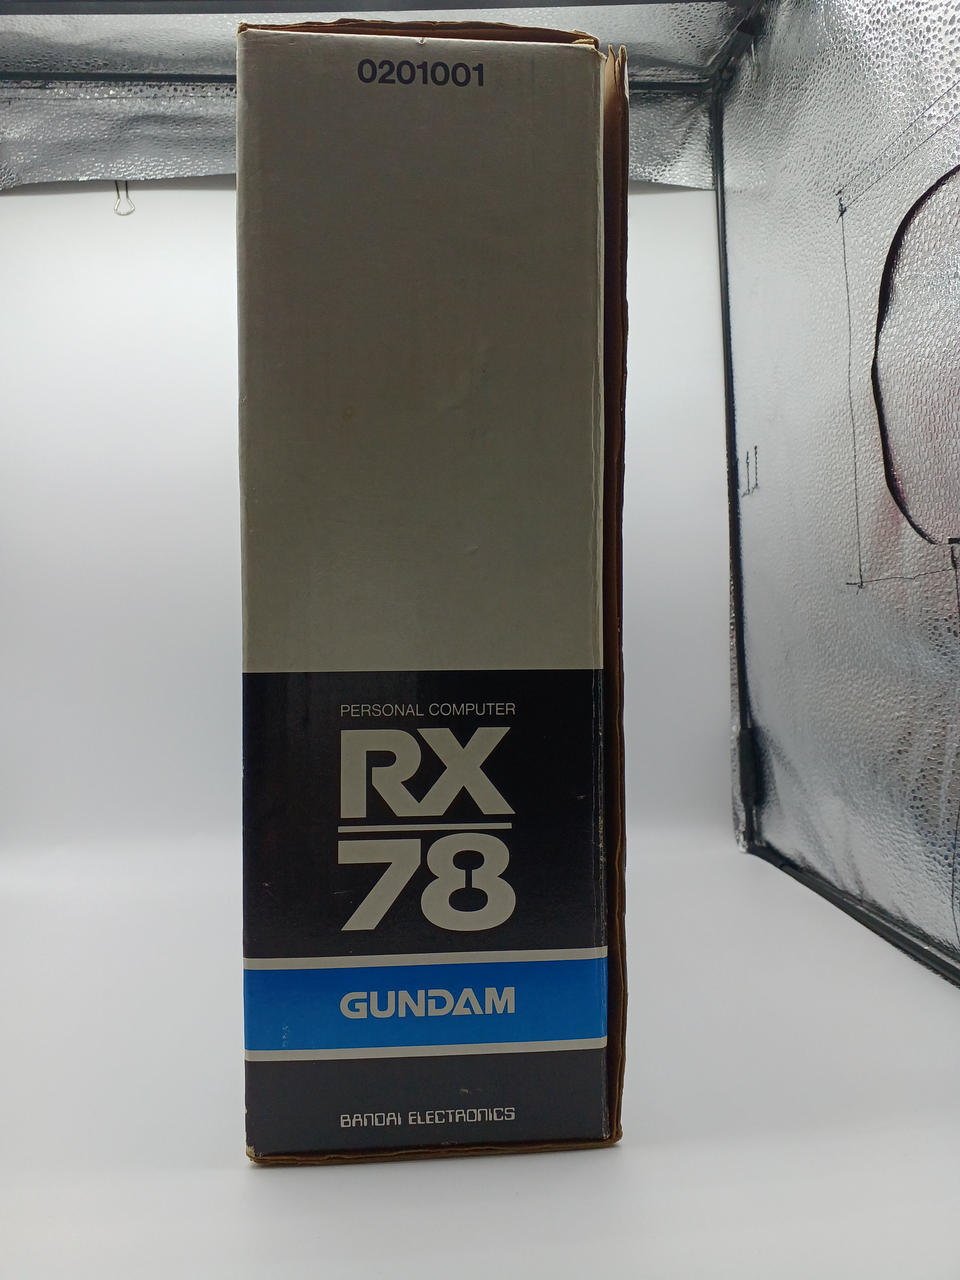 0201001
PERSONAL COMPUTER
RX
78
GUNDAM
BANDAI ELECTRONICS